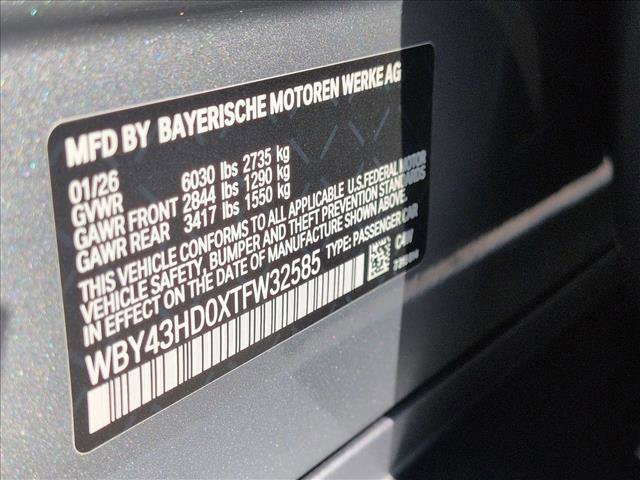 MFD BY BAYERISCHE MOTOREN WERKE AG
01/26 6030 lbs 2735 kg
GVWR 2844 lbs 1290 kg
GAWR FRONT 3417 lbs 1550 kg
GAWR REAR
THIS VEHICLE CONFORMS TO ALL APPLICABLE U.S. FEDERAL MOTOR
VEHICLE SAFETY, BUMPER AND THEFT PREVENTION STANDARDS
IN EFFECT ON THE DATE OF MANUFACTURE SHOWN ABOVE.
WBY43HD0XTFW32585 TYPE: PASSENGER CAR